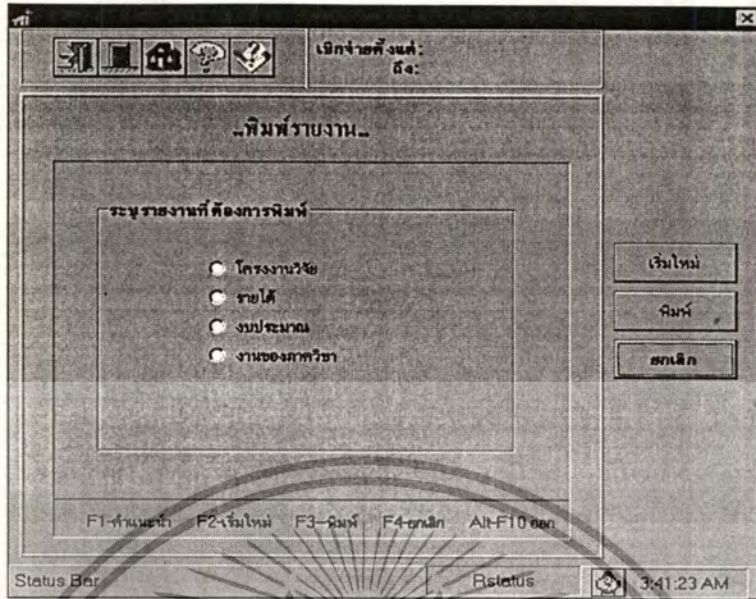 เบิกจ่ายตั้งแต่:
ถึง:
..พิมพ์รายงาน..
ระบุรายงานที่ต้องการพิมพ์
โครงงานวิจัย
รายได้
งบประมาณ
งานของภาควิชา
เริ่มใหม่
พิมพ์
ยกเลิก
F1-คำแนะนำ F2-เริ่มใหม่ F3-พิมพ์ F4-ยกเลิก Alt-F10 ออก
Status Bar Rstatus 3:41:23 AM